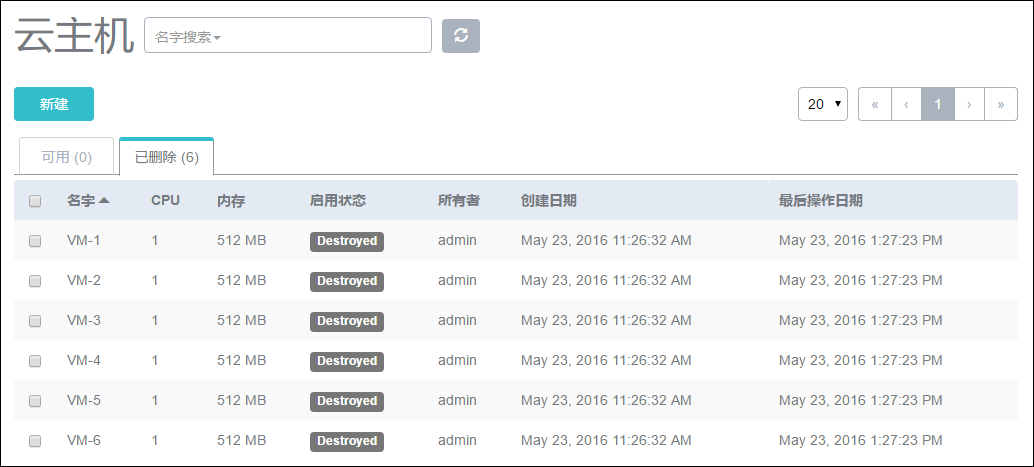 云主机 名字搜索
新建 20 « ‹ 1 › »
可用 (0) 已删除 (6)
名字 CPU 内存 启用状态 所有者 创建日期 最后操作日期
VM-1 1 512 MB Destroyed admin May 23, 2016 11:26:32 AM May 23, 2016 1:27:23 PM
VM-2 1 512 MB Destroyed admin May 23, 2016 11:26:32 AM May 23, 2016 1:27:23 PM
VM-3 1 512 MB Destroyed admin May 23, 2016 11:26:32 AM May 23, 2016 1:27:23 PM
VM-4 1 512 MB Destroyed admin May 23, 2016 11:26:32 AM May 23, 2016 1:27:23 PM
VM-5 1 512 MB Destroyed admin May 23, 2016 11:26:32 AM May 23, 2016 1:27:23 PM
VM-6 1 512 MB Destroyed admin May 23, 2016 11:26:32 AM May 23, 2016 1:27:23 PM